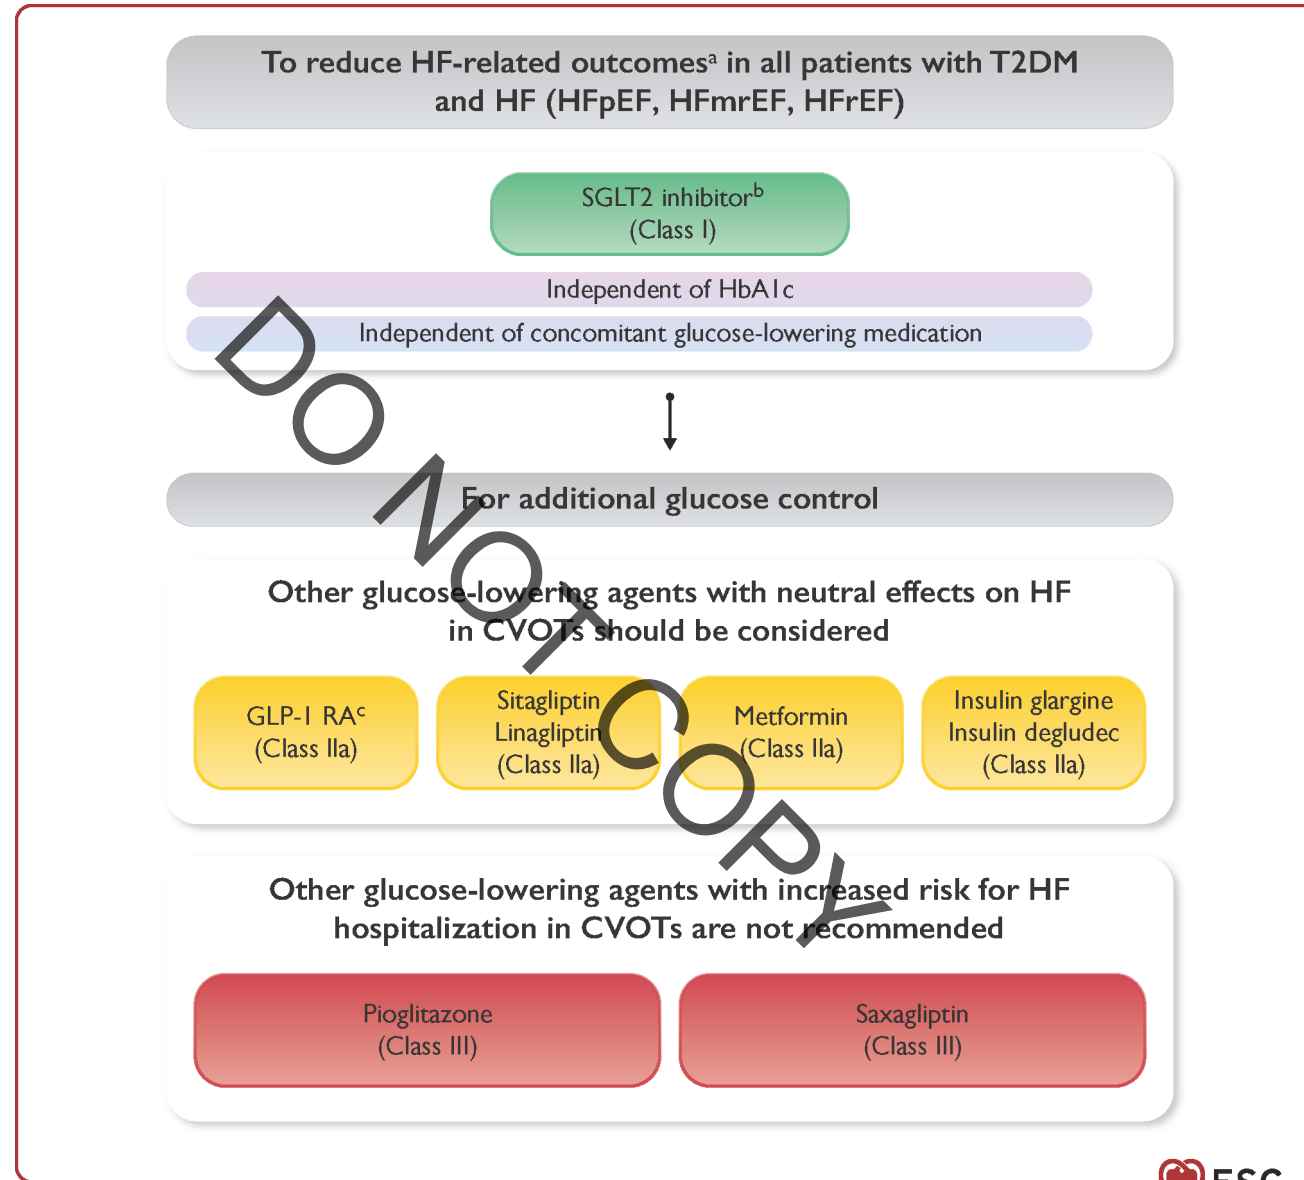 To reduce HF-related outcomesᵃ in all patients with T2DM
and HF (HFpEF, HFmrEF, HFrEF)
SGLT2 inhibitorᵇ
(Class I)
Independent of HbA1c
Independent of concomitant glucose-lowering medication
For additional glucose control
Other glucose-lowering agents with neutral effects on HF
in CVOTs should be considered
GLP-1 RAᶜ
(Class IIa)
Sitagliptin
Linagliptin
(Class IIa)
Metformin
(Class IIa)
Insulin glargine
Insulin degludec
(Class IIa)
Other glucose-lowering agents with increased risk for HF
hospitalization in CVOTs are not recommended
Pioglitazone
(Class III)
Saxagliptin
(Class III)
DO NOT COPY
ESC